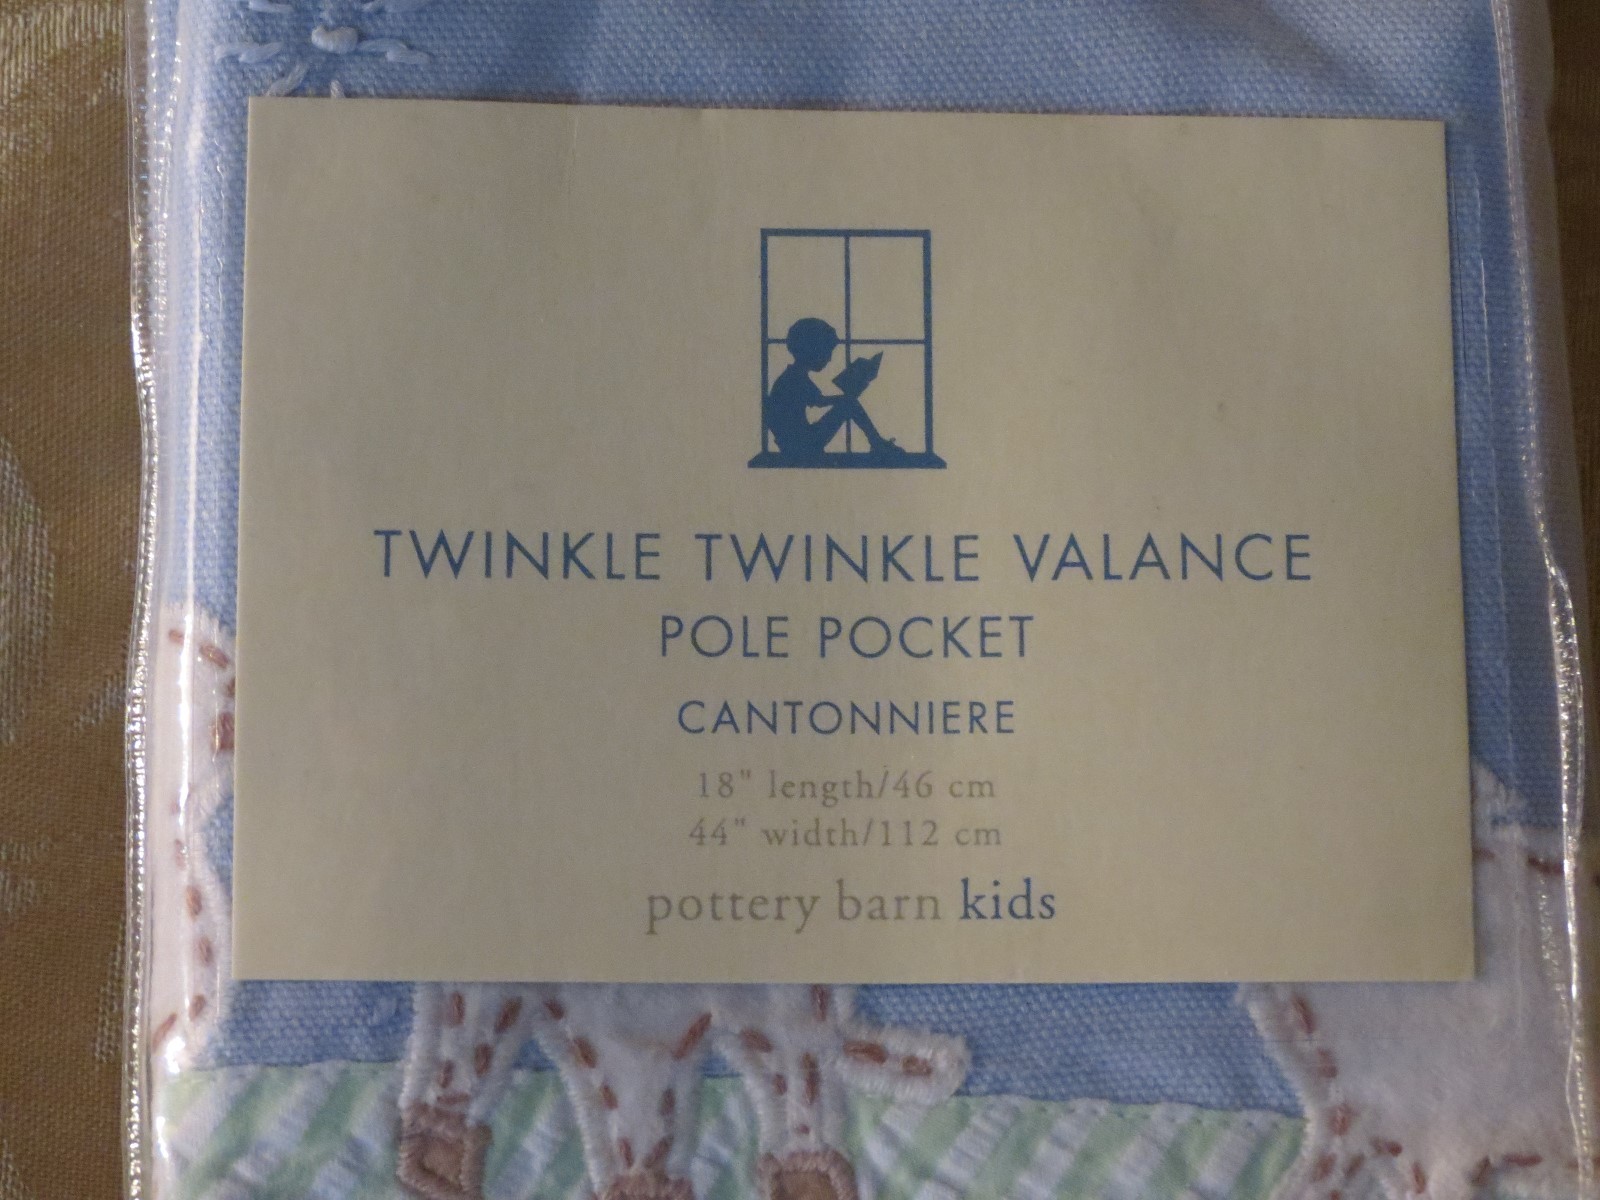 TWINKLE TWINKLE VALANCE
POLE POCKET
CANTONNIERE
18" length/46 cm
44" width/112 cm
pottery barn kids